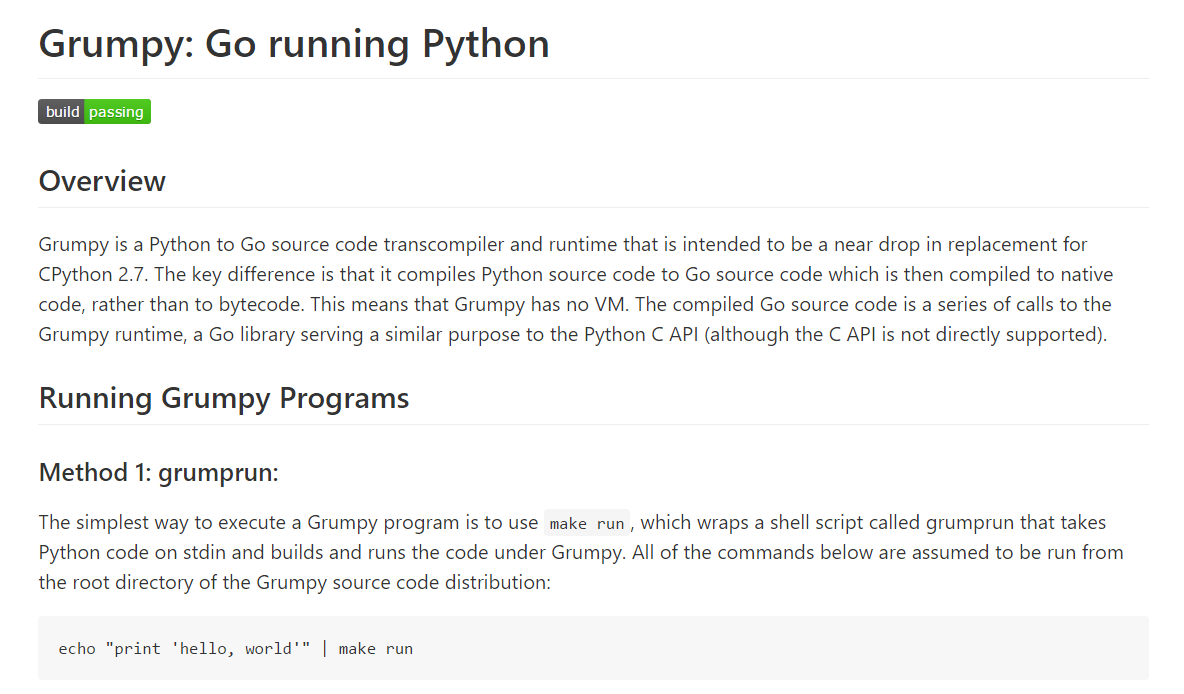 Grumpy: Go running Python
build passing
Overview
Grumpy is a Python to Go source code transcompiler and runtime that is intended to be a near drop in replacement for
CPython 2.7. The key difference is that it compiles Python source code to Go source code which is then compiled to native
code, rather than to bytecode. This means that Grumpy has no VM. The compiled Go source code is a series of calls to the
Grumpy runtime, a Go library serving a similar purpose to the Python C API (although the C API is not directly supported).
Running Grumpy Programs
Method 1: grumprun:
The simplest way to execute a Grumpy program is to use make run, which wraps a shell script called grumprun that takes
Python code on stdin and builds and runs the code under Grumpy. All of the commands below are assumed to be run from
the root directory of the Grumpy source code distribution:
echo "print 'hello, world'" | make run